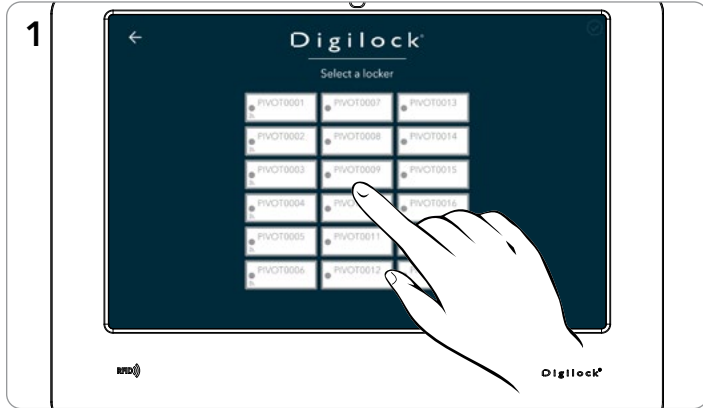 1
Digilock®
Select a locker
PIVOT0001 PIVOT0007 PIVOT0013
PIVOT0002 PIVOT0008 PIVOT0014
PIVOT0003 PIVOT0009 PIVOT0015
PIVOT0004 PIVOT0016
PIVOT0005 PIVOT0011
PIVOT0006 PIVOT0012
RFID
Digilock®